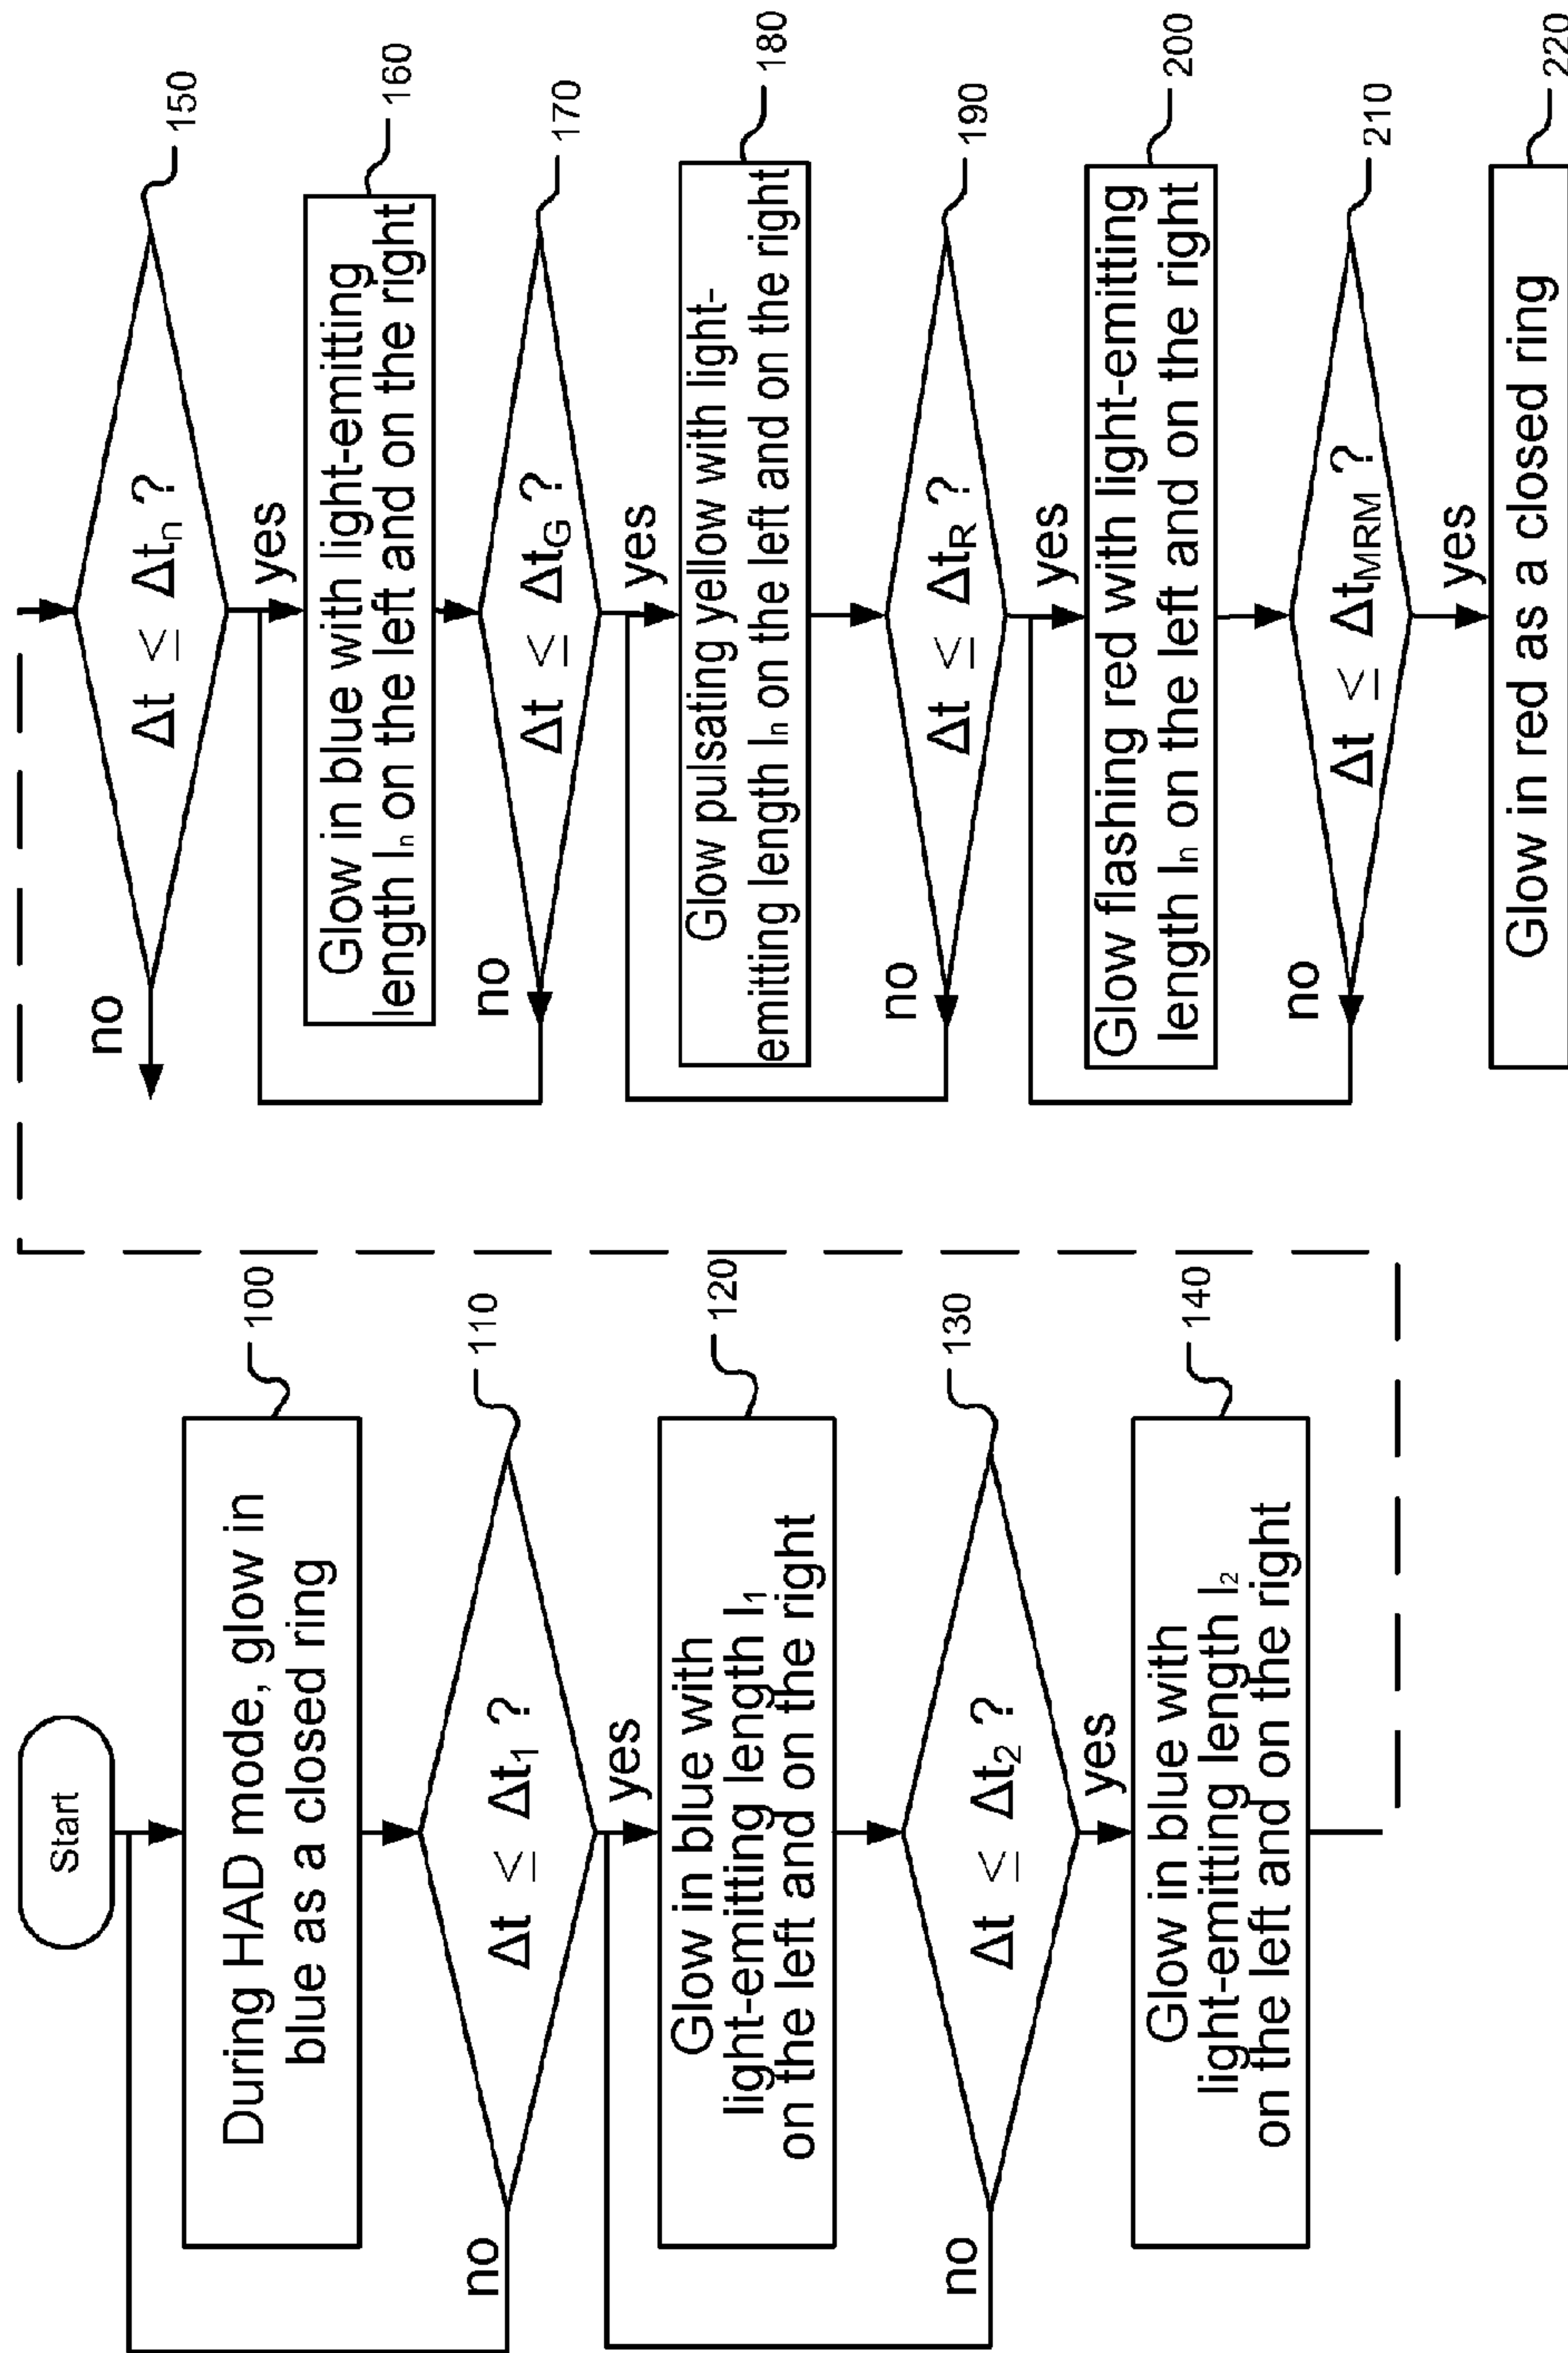 Start
During HAD mode, glow in
blue as a closed ring
100
Δt ≤ Δt₁ ?
110
no
yes
Glow in blue with
light-emitting length l₁
on the left and on the right
120
Δt ≤ Δt₂ ?
130
no
yes
Glow in blue with
light-emitting length l₂
on the left and on the right
140
Δt ≤ Δtₙ ?
150
no
yes
Glow in blue with light-emitting
length lₙ on the left and on the right
160
Δt ≤ Δt_G ?
170
no
yes
Glow pulsating yellow with light-
emitting length lₙ on the left and on the right
180
Δt ≤ Δt_R ?
190
no
yes
Glow flashing red with light-emitting
length lₙ on the left and on the right
200
Δt ≤ Δt_MRM ?
210
no
yes
Glow in red as a closed ring
220